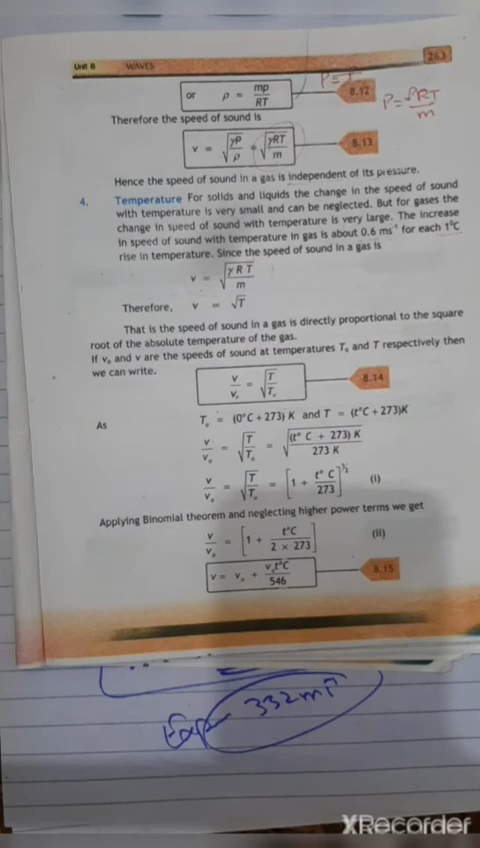 Unit 8 WAVES 263
or ρ = mp/RT 8.12
P = ρRT/m
Therefore the speed of sound is
v = √(γP/ρ) = √(γRT/m) 8.13
Hence the speed of sound in a gas is independent of its pressure.
4. Temperature For solids and liquids the change in the speed of sound
with temperature is very small and can be neglected. But for gases the
change in speed of sound with temperature is very large. The increase
in speed of sound with temperature in gas is about 0.6 ms⁻¹ for each 1°C
rise in temperature. Since the speed of sound in a gas is
v = √(γ R T/m)
Therefore, v = √T
That is the speed of sound in a gas is directly proportional to the square
root of the absolute temperature of the gas.
If v₀ and v are the speeds of sound at temperatures T₀ and T respectively then
we can write.
v/v₀ = √(T/T₀) 8.14
As T₀ = (0°C + 273) K and T = (t°C + 273)K
v/v₀ = √(T/T₀) = √((t° C + 273) K/273 K)
v/v₀ = √(T/T₀) = [1 + t° C/273]^½ (i)
Applying Binomial theorem and neglecting higher power terms we get
v/v₀ = [1 + t°C/2 × 273] (ii)
v = v₀ + v₀t°C/546 8.15
Exp 332m
XRecorder